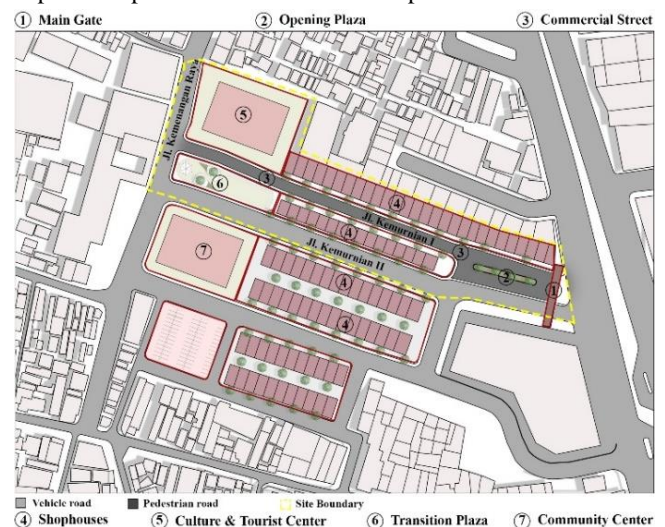 ① Main Gate ② Opening Plaza ③ Commercial Street
Jl. Kemenangan Raya
⑤
③
⑥
④
Jl. Kemurnian I
④
③
②
①
Jl. Kemurnian II
⑦
④
④
Vehicle road Pedestrian road Site Boundary
④ Shophouses ⑤ Culture & Tourist Center ⑥ Transition Plaza ⑦ Community Center